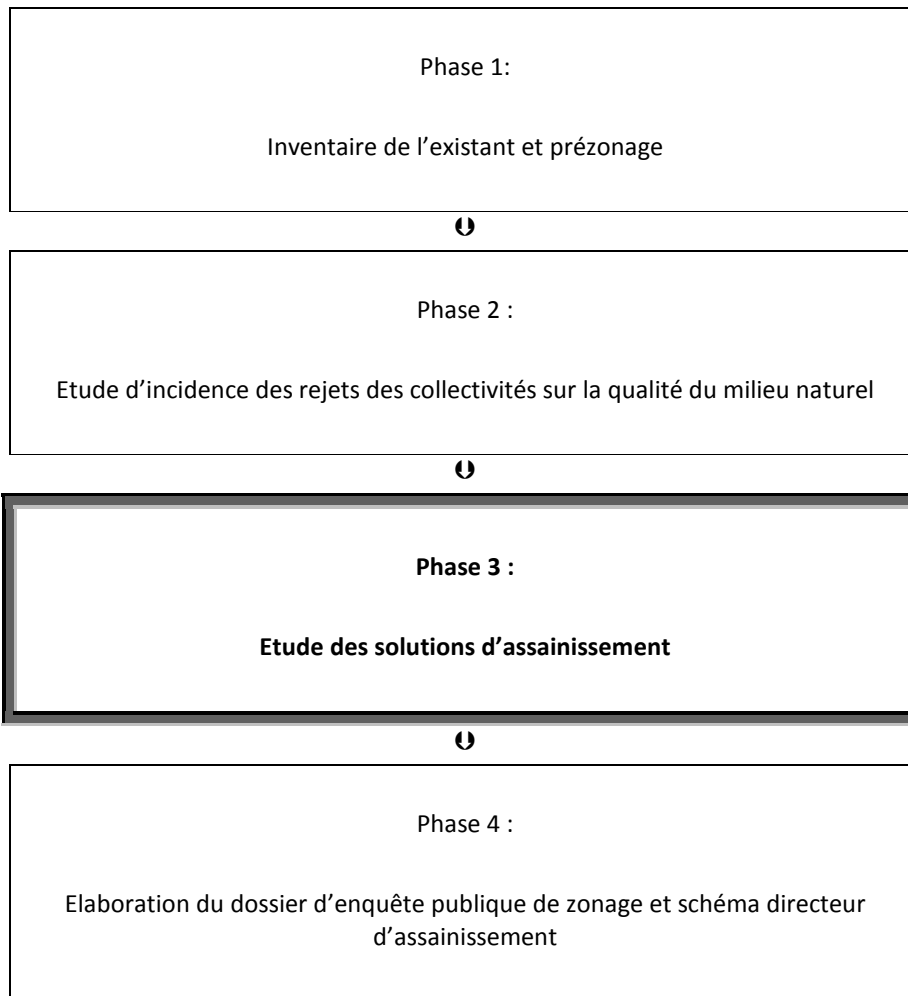 Phase 1:
Inventaire de l’existant et prézonage
Phase 2 :
Etude d’incidence des rejets des collectivités sur la qualité du milieu naturel
Phase 3 :
Etude des solutions d’assainissement
Phase 4 :
Elaboration du dossier d’enquête publique de zonage et schéma directeur
d’assainissement